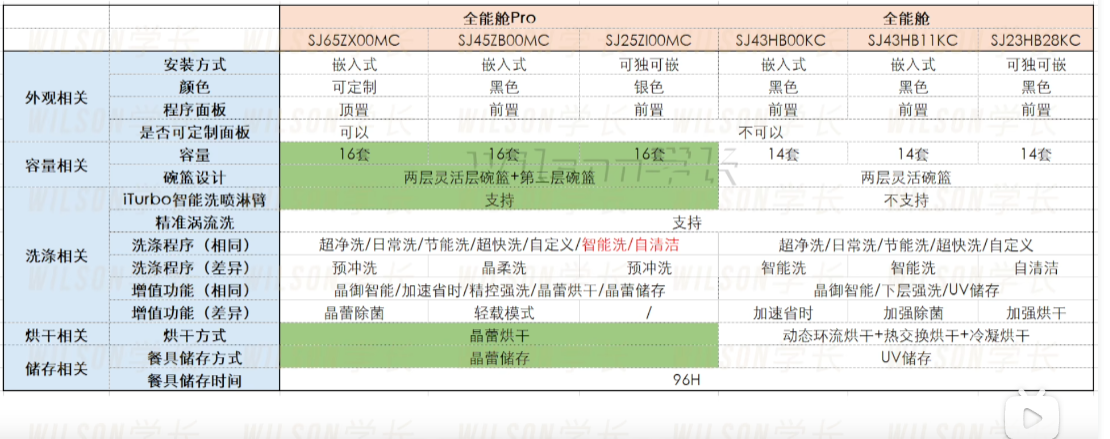 全能舱Pro 全能舱
SJ65ZX00MC SJ45ZB00MC SJ25ZI00MC SJ43HB00KC SJ43HB11KC SJ23HB28KC
外观相关
安装方式 嵌入式 嵌入式 可独可嵌 嵌入式 嵌入式 可独可嵌
颜色 可定制 黑色 银色 黑色 黑色 黑色
程序面板 顶置 前置 前置 前置 前置 前置
是否可定制面板 可以 不可以
容量相关
容量 16套 16套 16套 14套 14套 14套
碗篮设计 两层灵活层碗篮+第三层碗篮 两层灵活碗篮
洗涤相关
iTurbo智能洗喷淋臂 支持 不支持
精准涡流洗 支持
洗涤程序（相同） 超净洗/日常洗/节能洗/超快洗/自定义/智能洗/自清洁 超净洗/日常洗/节能洗/超快洗/自定义
洗涤程序（差异） 预冲洗 晶柔洗 预冲洗 智能洗 智能洗 自清洁
增值功能（相同） 晶御智能/加速省时/精控强洗/晶蕾烘干/晶蕾储存 晶御智能/下层强洗/UV储存
增值功能（差异） 晶蕾除菌 轻载模式 / 加速省时 加强除菌 加强烘干
烘干相关
烘干方式 晶蕾烘干 动态环流烘干+热交换烘干+冷凝烘干
储存相关
餐具储存方式 晶蕾储存 UV储存
餐具储存时间 96H
WILSON学长